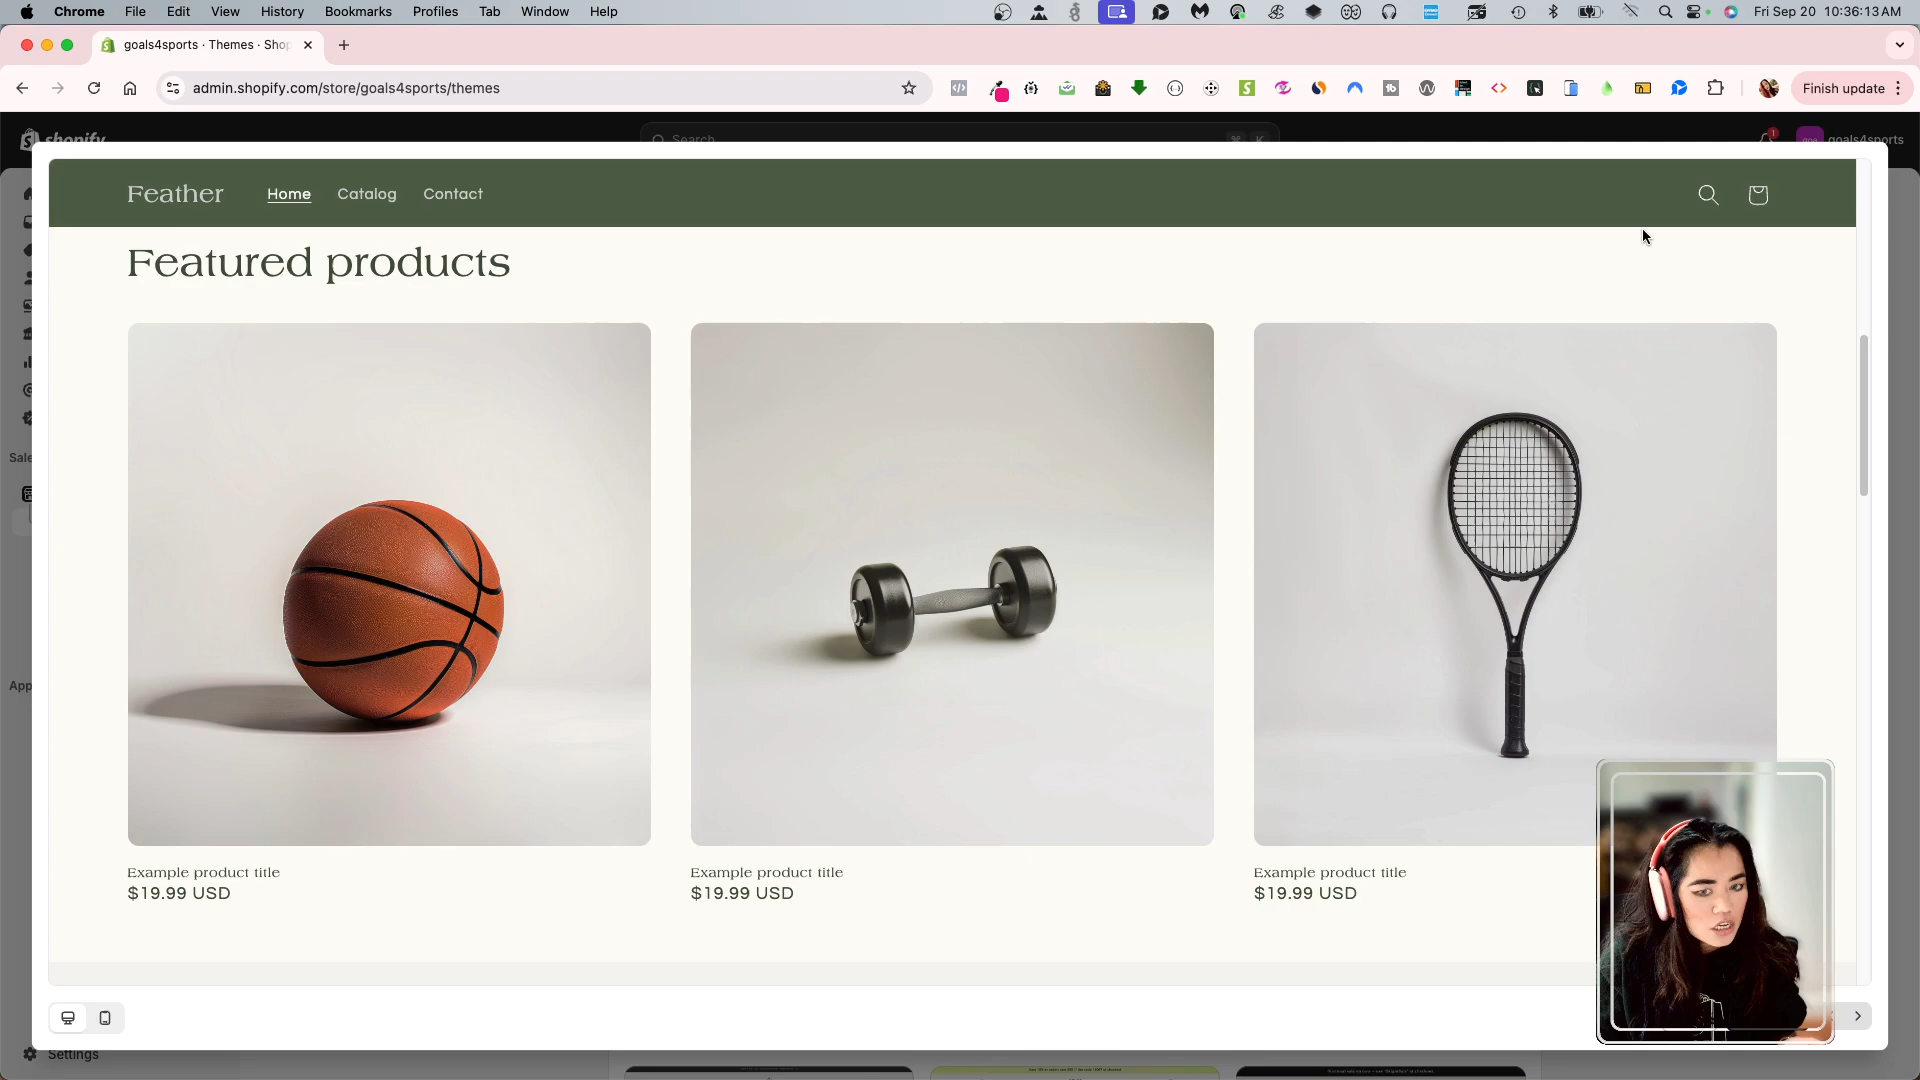 Chrome File Edit View History Bookmarks Profiles Tab Window Help Fri Sep 20 10:36:13 AM
goals4sports · Themes · Shop
admin.shopify.com/store/goals4sports/themes Finish update
shopify Search ⌘ K 1 goals4sports
Feather Home Catalog Contact
Featured products
Sale
App
Example product title Example product title Example product title
$19.99 USD $19.99 USD $19.99 USD
Settings